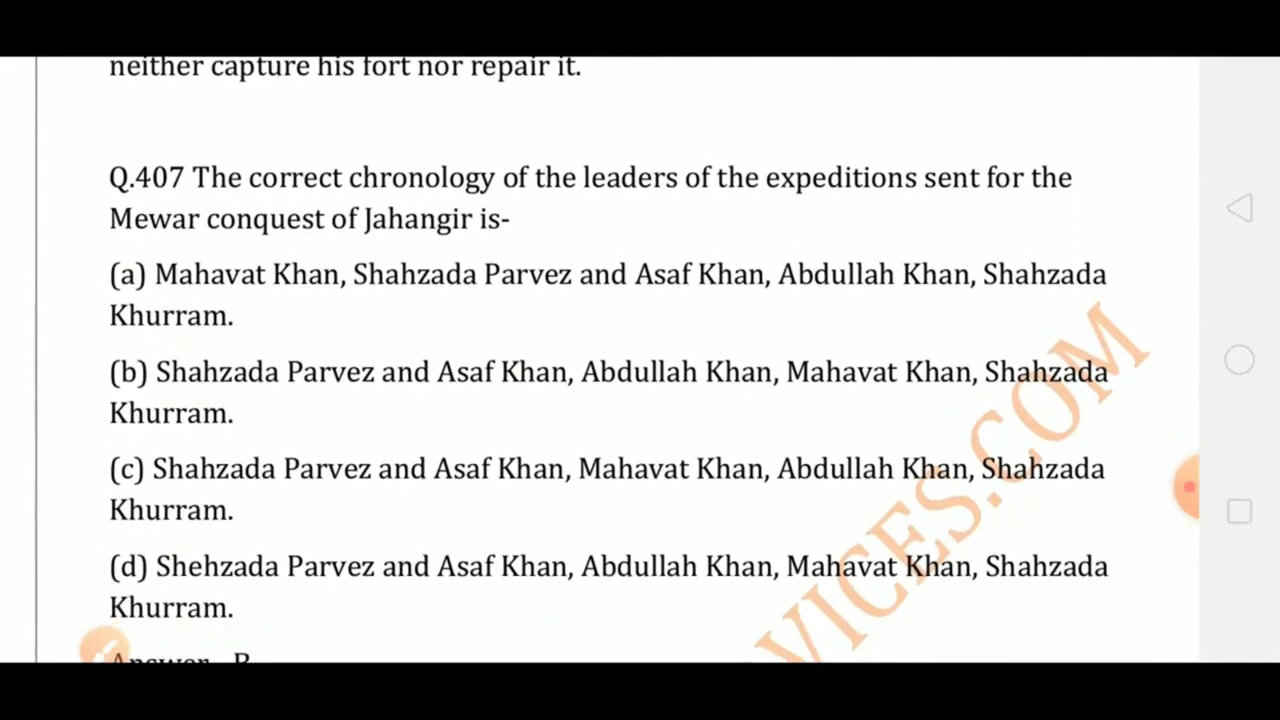 neither capture his fort nor repair it.
Q.407 The correct chronology of the leaders of the expeditions sent for the
Mewar conquest of Jahangir is-
(a) Mahavat Khan, Shahzada Parvez and Asaf Khan, Abdullah Khan, Shahzada
Khurram.
(b) Shahzada Parvez and Asaf Khan, Abdullah Khan, Mahavat Khan, Shahzada
Khurram.
(c) Shahzada Parvez and Asaf Khan, Mahavat Khan, Abdullah Khan, Shahzada
Khurram.
(d) Shehzada Parvez and Asaf Khan, Abdullah Khan, Mahavat Khan, Shahzada
Khurram.
Answer B
VICES.COM